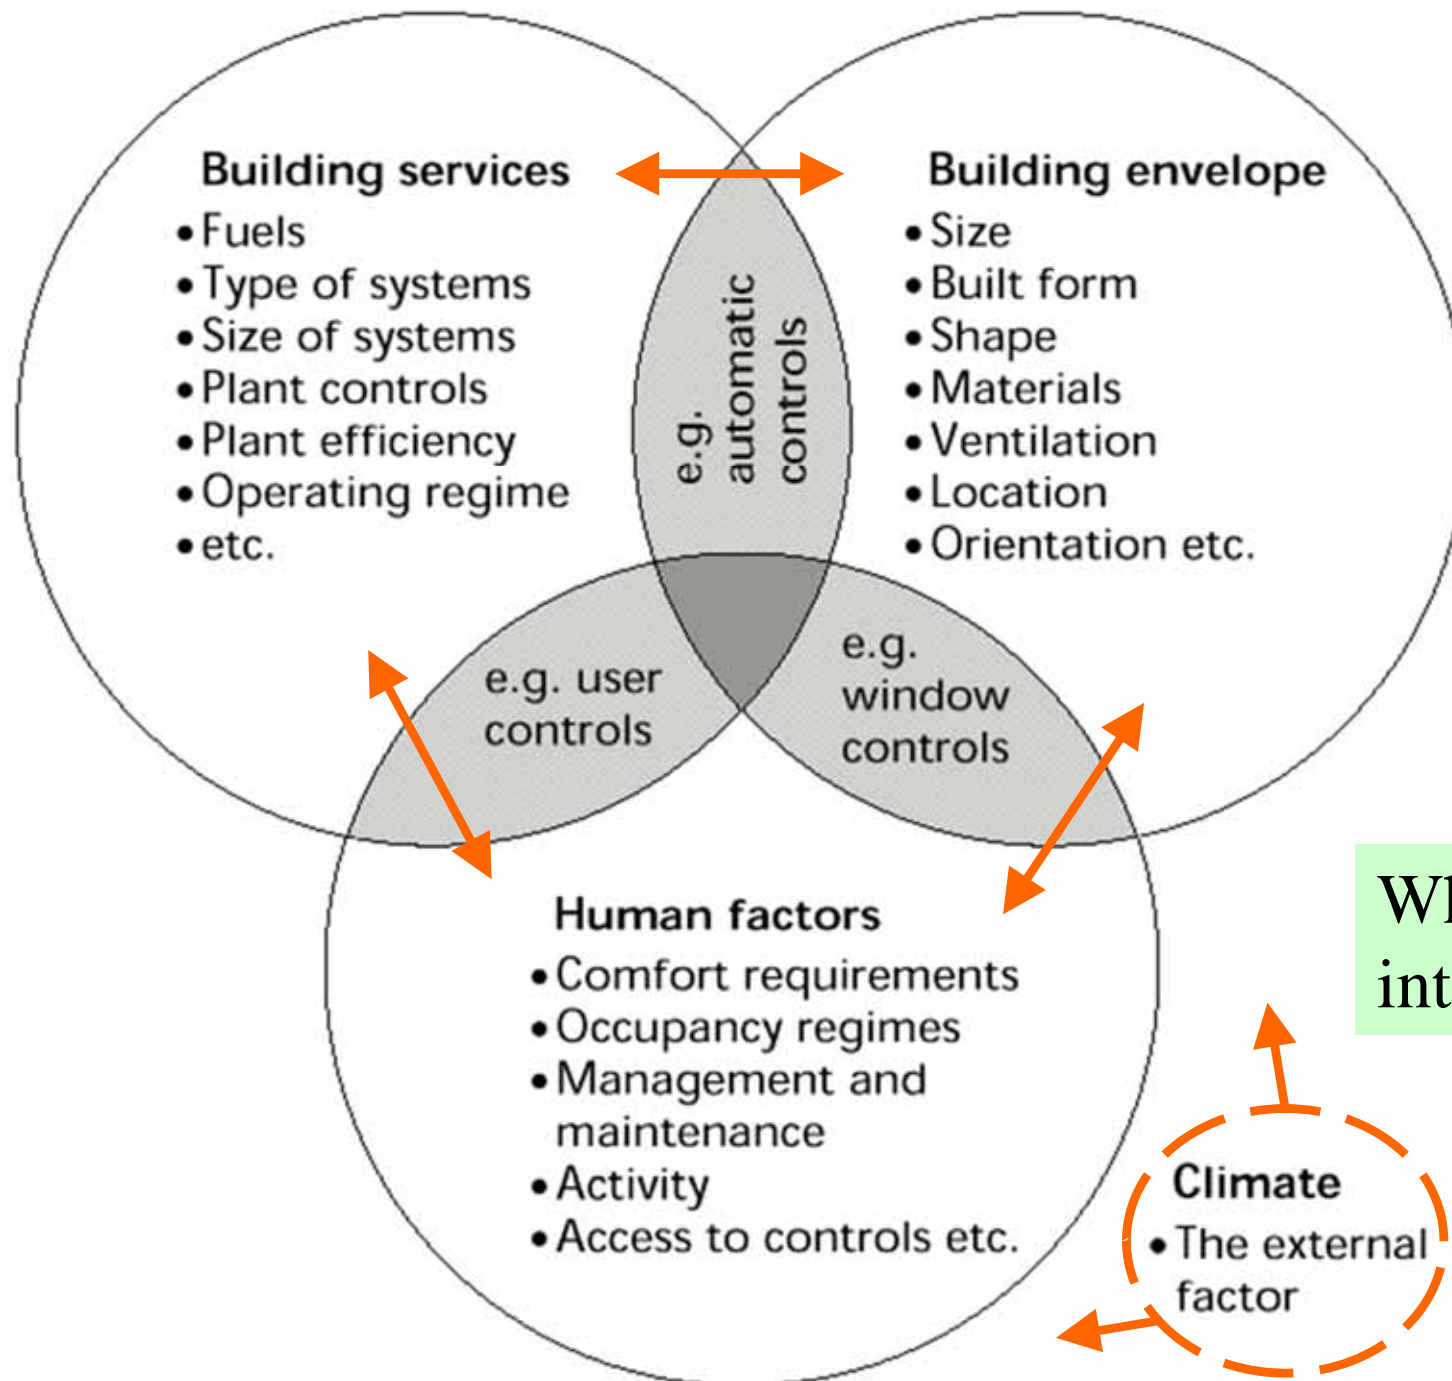 Building services
•Fuels
•Type of systems
•Size of systems
•Plant controls
•Plant efficiency
•Operating regime
•etc.
Building envelope
•Size
•Built form
•Shape
•Materials
•Ventilation
•Location
•Orientation etc.
e.g.
automatic
controls
e.g. user
controls
e.g.
window
controls
Human factors
•Comfort requirements
•Occupancy regimes
•Management and
maintenance
•Activity
•Access to controls etc.
Climate
•The external
factor